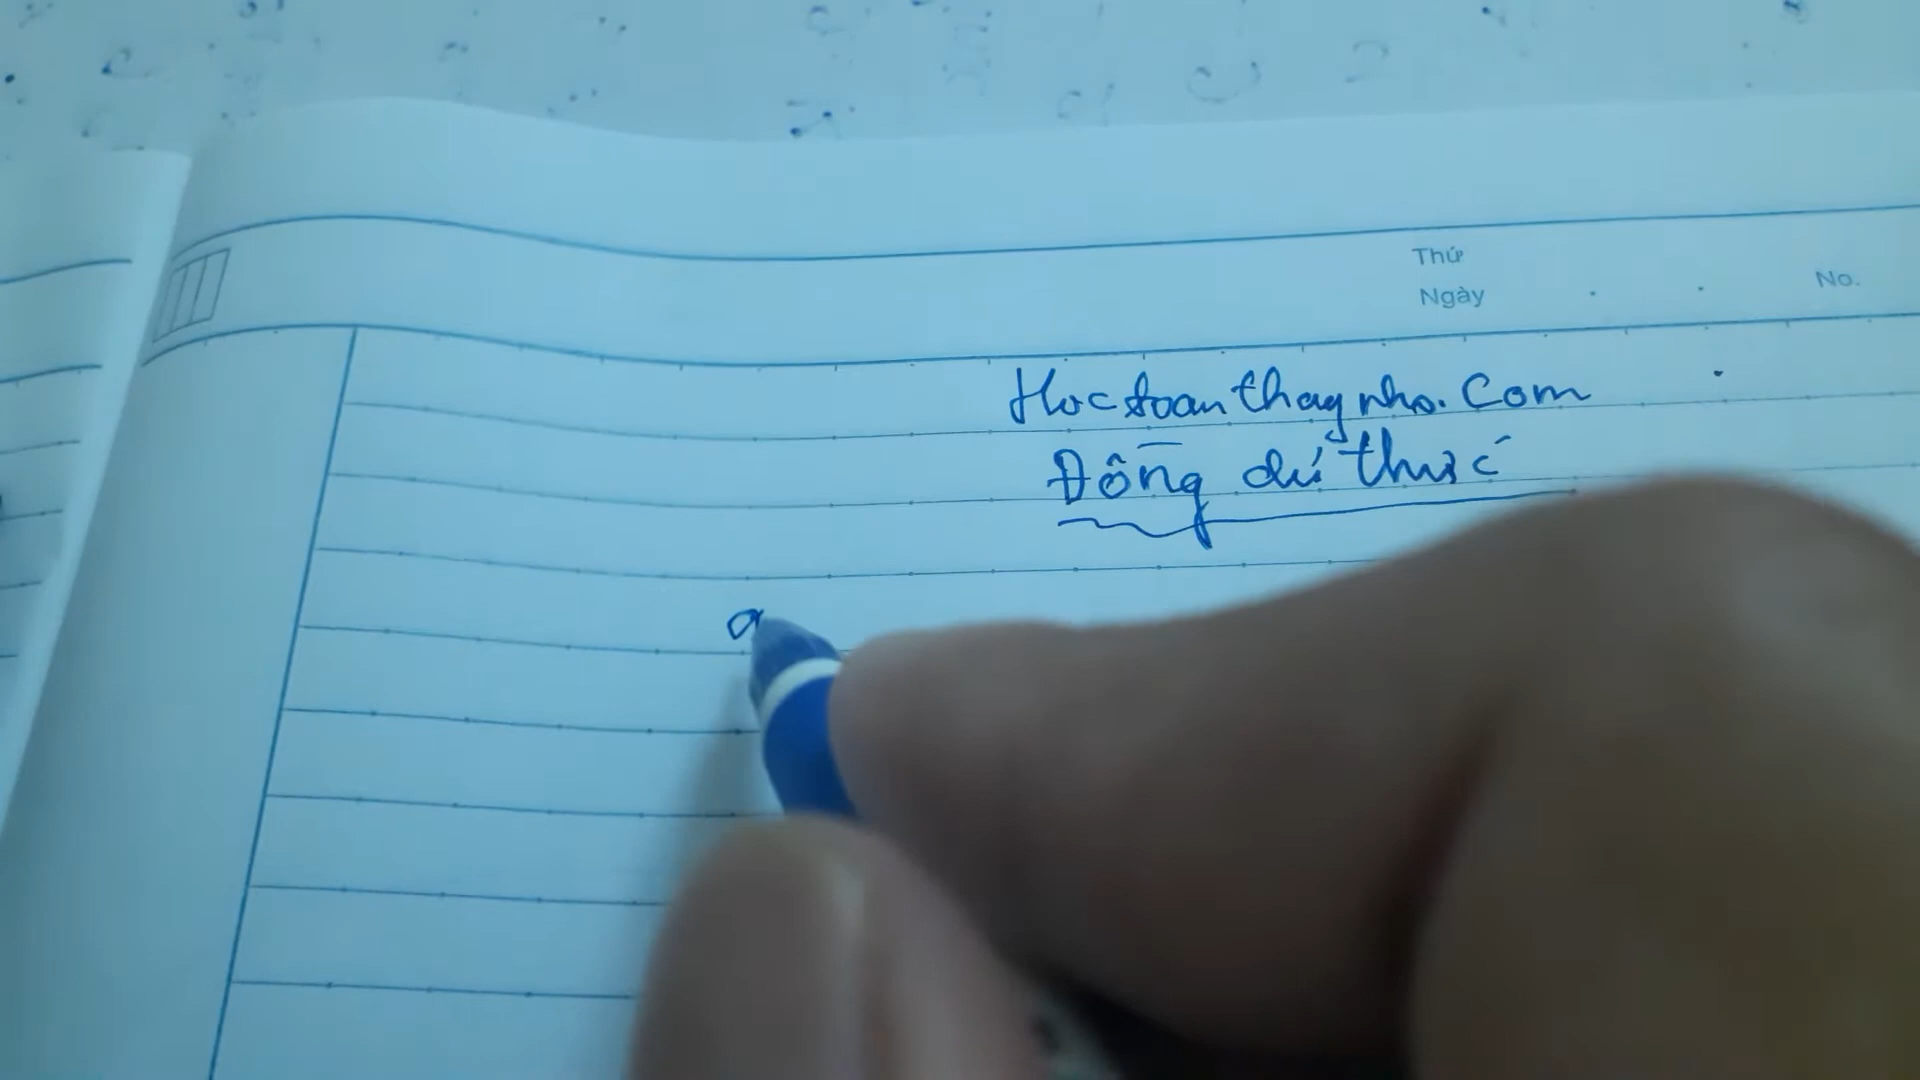 Thứ
Ngày . . No.
Hoctoanthaynho.Com
Đồng dư thức
a